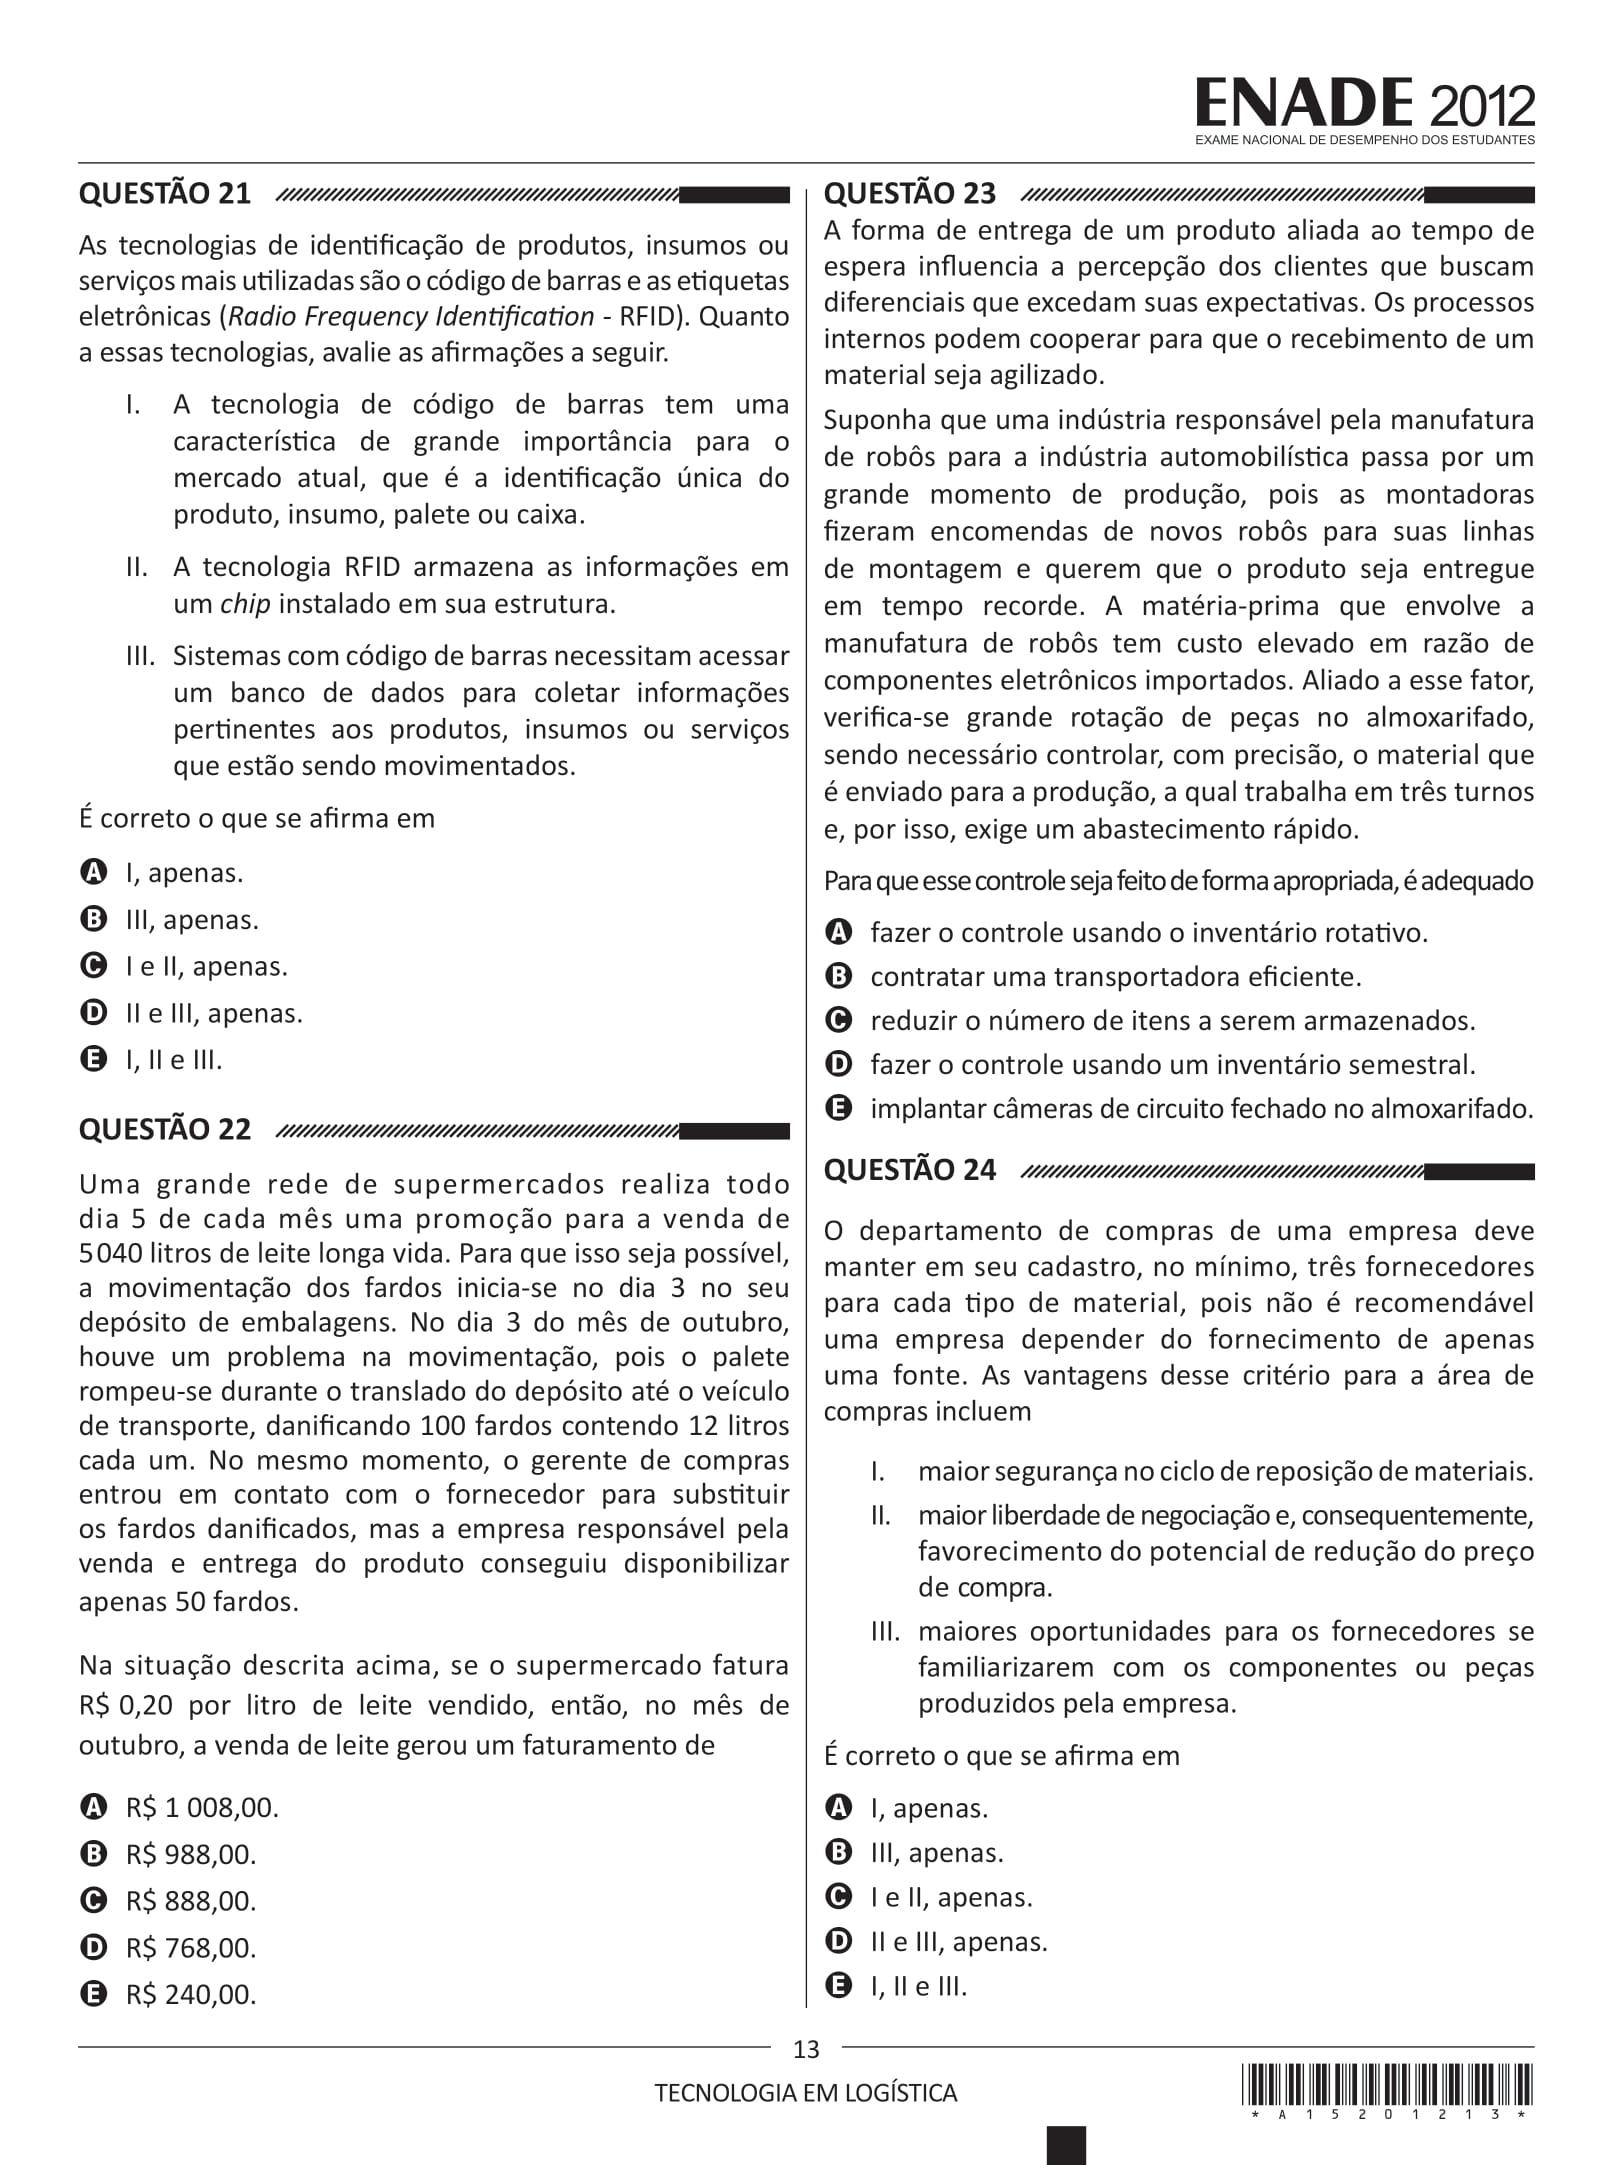 ENADE 2012
EXAME NACIONAL DE DESEMPENHO DOS ESTUDANTES
QUESTÃO 21
As tecnologias de identificação de produtos, insumos ou
serviços mais utilizadas são o código de barras e as etiquetas
eletrônicas (Radio Frequency Identification - RFID). Quanto
a essas tecnologias, avalie as afirmações a seguir.
I. A tecnologia de código de barras tem uma
característica de grande importância para o
mercado atual, que é a identificação única do
produto, insumo, palete ou caixa.
II. A tecnologia RFID armazena as informações em
um chip instalado em sua estrutura.
III. Sistemas com código de barras necessitam acessar
um banco de dados para coletar informações
pertinentes aos produtos, insumos ou serviços
que estão sendo movimentados.
É correto o que se afirma em
A I, apenas.
B III, apenas.
C I e II, apenas.
D II e III, apenas.
E I, II e III.
QUESTÃO 22
Uma grande rede de supermercados realiza todo
dia 5 de cada mês uma promoção para a venda de
5 040 litros de leite longa vida. Para que isso seja possível,
a movimentação dos fardos inicia-se no dia 3 no seu
depósito de embalagens. No dia 3 do mês de outubro,
houve um problema na movimentação, pois o palete
rompeu-se durante o translado do depósito até o veículo
de transporte, danificando 100 fardos contendo 12 litros
cada um. No mesmo momento, o gerente de compras
entrou em contato com o fornecedor para substituir
os fardos danificados, mas a empresa responsável pela
venda e entrega do produto conseguiu disponibilizar
apenas 50 fardos.
Na situação descrita acima, se o supermercado fatura
R$ 0,20 por litro de leite vendido, então, no mês de
outubro, a venda de leite gerou um faturamento de
A R$ 1 008,00.
B R$ 988,00.
C R$ 888,00.
D R$ 768,00.
E R$ 240,00.
QUESTÃO 23
A forma de entrega de um produto aliada ao tempo de
espera influencia a percepção dos clientes que buscam
diferenciais que excedam suas expectativas. Os processos
internos podem cooperar para que o recebimento de um
material seja agilizado.
Suponha que uma indústria responsável pela manufatura
de robôs para a indústria automobilística passa por um
grande momento de produção, pois as montadoras
fizeram encomendas de novos robôs para suas linhas
de montagem e querem que o produto seja entregue
em tempo recorde. A matéria-prima que envolve a
manufatura de robôs tem custo elevado em razão de
componentes eletrônicos importados. Aliado a esse fator,
verifica-se grande rotação de peças no almoxarifado,
sendo necessário controlar, com precisão, o material que
é enviado para a produção, a qual trabalha em três turnos
e, por isso, exige um abastecimento rápido.
Para que esse controle seja feito de forma apropriada, é adequado
A fazer o controle usando o inventário rotativo.
B contratar uma transportadora eficiente.
C reduzir o número de itens a serem armazenados.
D fazer o controle usando um inventário semestral.
E implantar câmeras de circuito fechado no almoxarifado.
QUESTÃO 24
O departamento de compras de uma empresa deve
manter em seu cadastro, no mínimo, três fornecedores
para cada tipo de material, pois não é recomendável
uma empresa depender do fornecimento de apenas
uma fonte. As vantagens desse critério para a área de
compras incluem
I. maior segurança no ciclo de reposição de materiais.
II. maior liberdade de negociação e, consequentemente,
favorecimento do potencial de redução do preço
de compra.
III. maiores oportunidades para os fornecedores se
familiarizarem com os componentes ou peças
produzidos pela empresa.
É correto o que se afirma em
A I, apenas.
B III, apenas.
C I e II, apenas.
D II e III, apenas.
E I, II e III.
13
TECNOLOGIA EM LOGÍSTICA
* A 1 5 2 0 1 2 1 3 *